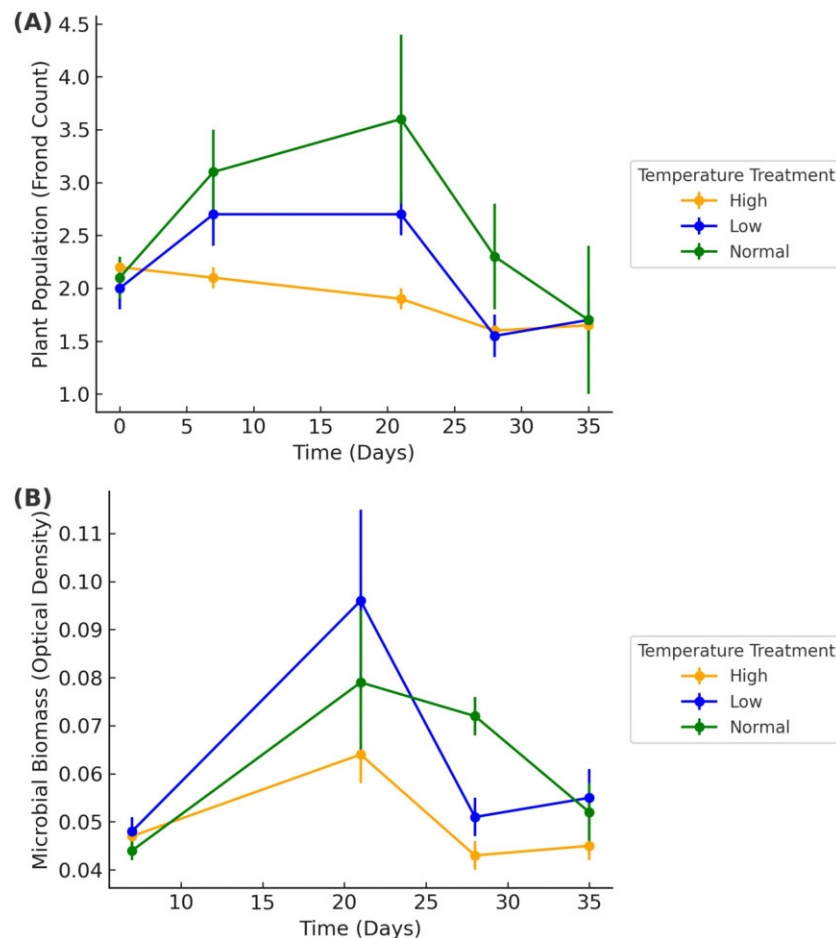 (A)
4.5
4.0
3.5
3.0
2.5
2.0
1.5
1.0
Plant Population (Frond Count)
0 5 10 15 20 25 30 35
Time (Days)
Temperature Treatment
High
Low
Normal
(B)
0.11
0.10
0.09
0.08
0.07
0.06
0.05
0.04
Microbial Biomass (Optical Density)
10 15 20 25 30 35
Time (Days)
Temperature Treatment
High
Low
Normal